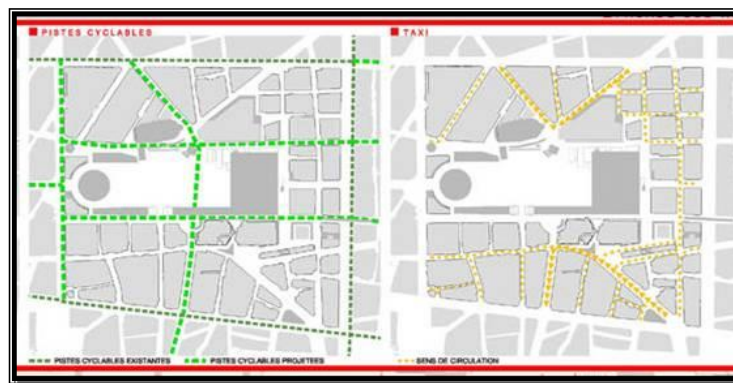 PISTES CYCLABLES
TAXI
PISTES CYCLABLES EXISTANTES
PISTES CYCLABLES PROJETEES
SENS DE CIRCULATION